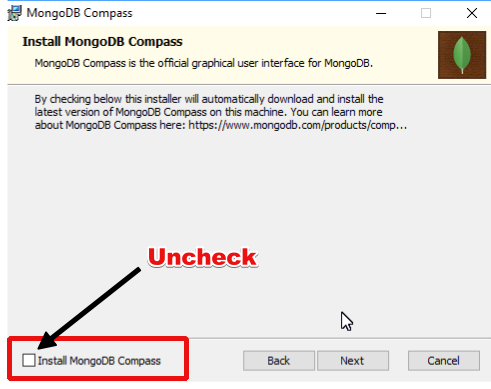 MongoDB Compass
Install MongoDB Compass
MongoDB Compass is the official graphical user interface for MongoDB.
By checking below this installer will automatically download and install the
latest version of MongoDB Compass on this machine. You can learn more
about MongoDB Compass here: https://www.mongodb.com/products/comp...
Uncheck
Install MongoDB Compass
Back
Next
Cancel